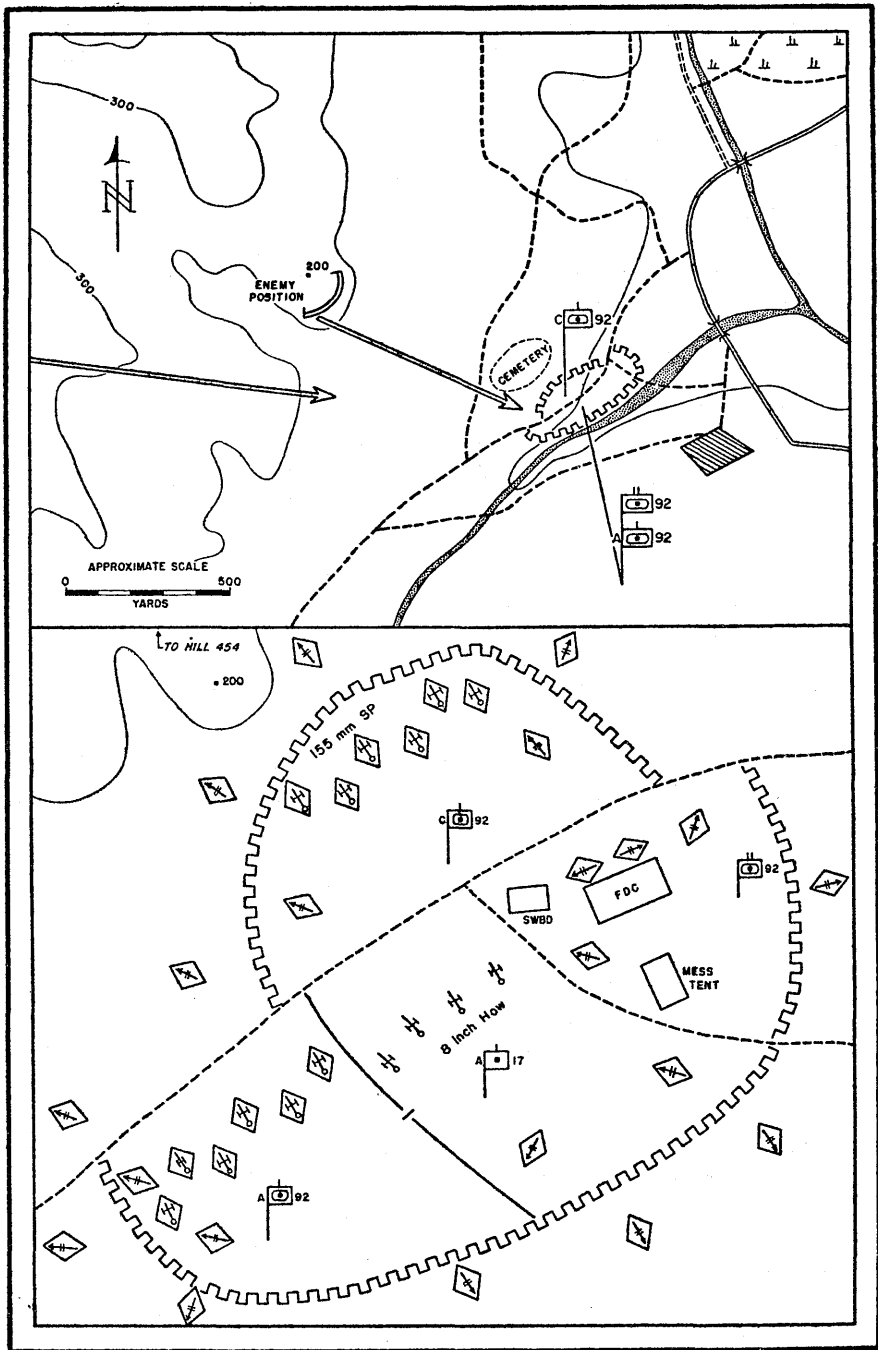 300
N
300
200
ENEMY
POSITION
C 92
CEMETERY
92
A 92
APPROXIMATE SCALE
0 500
YARDS
TO HILL 454
200
155 mm SP
C 92
92
FDC
SWBD
MESS
TENT
8 Inch How
A 17
A 92